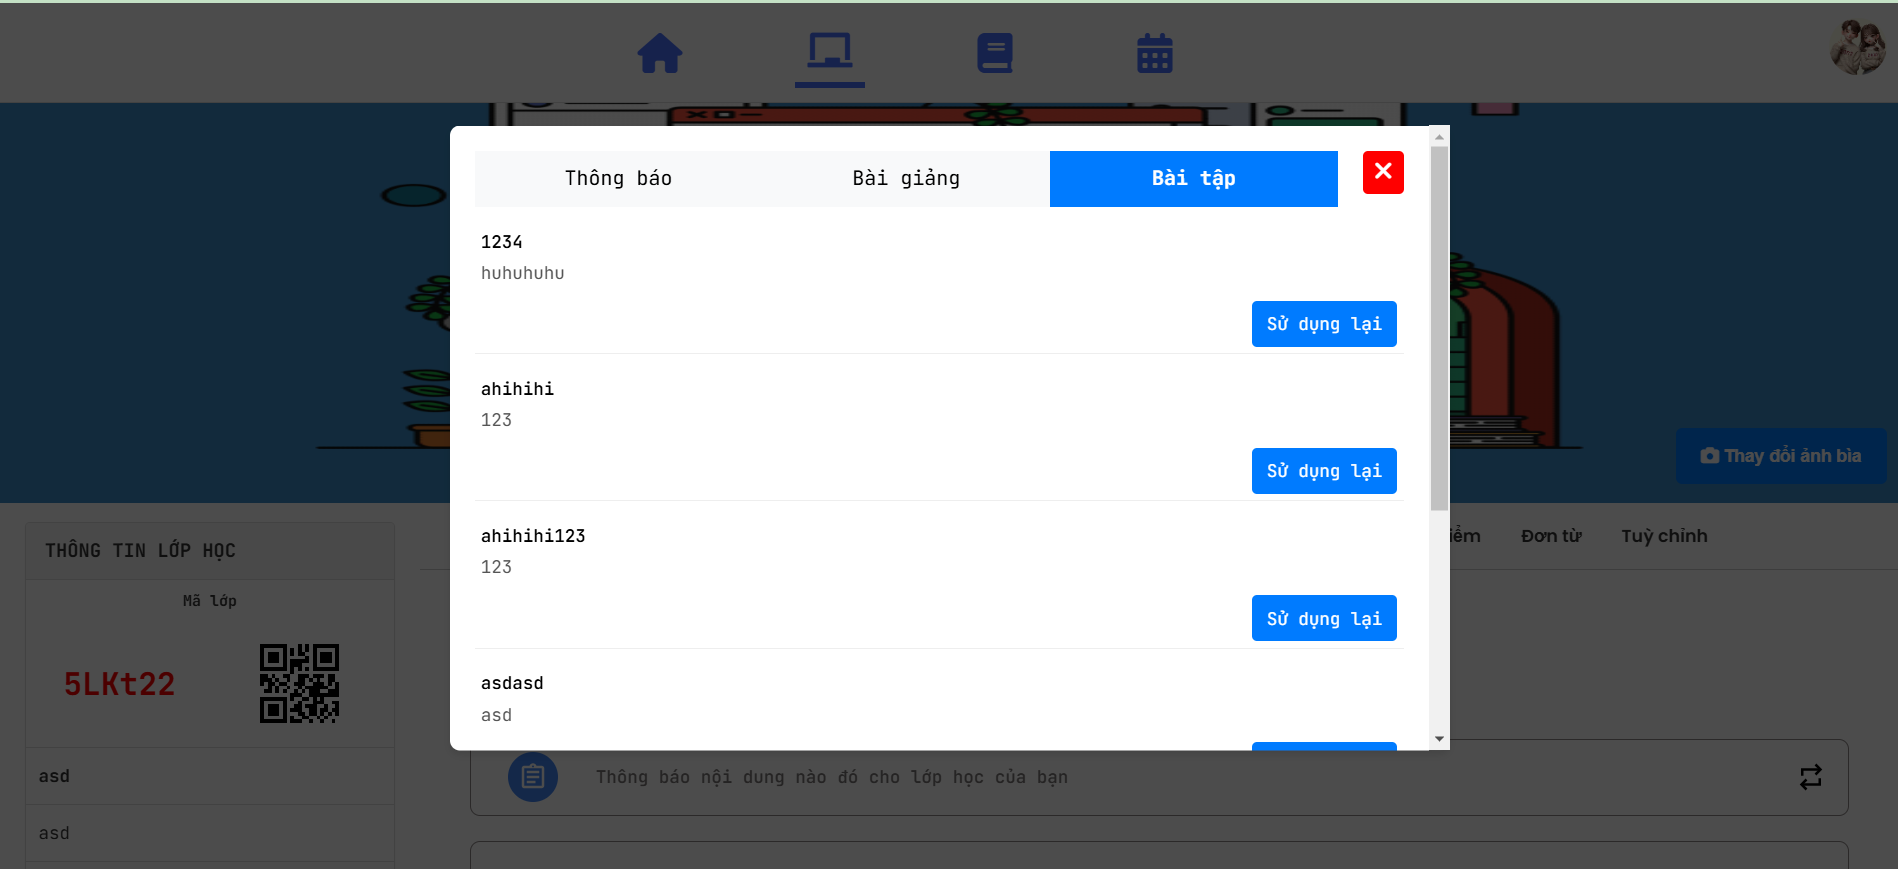 Thông báo
Bài giảng
Bài tập
1234
huhuhuhu
Sử dụng lại
ahihihi
123
Sử dụng lại
ahihihi123
123
Sử dụng lại
asdasd
asd
Thay đổi ảnh bìa
Đơn từ
Tuỳ chỉnh
THÔNG TIN LỚP HỌC
Mã lớp
5LKt22
asd
asd
Thông báo nội dung nào đó cho lớp học của bạn